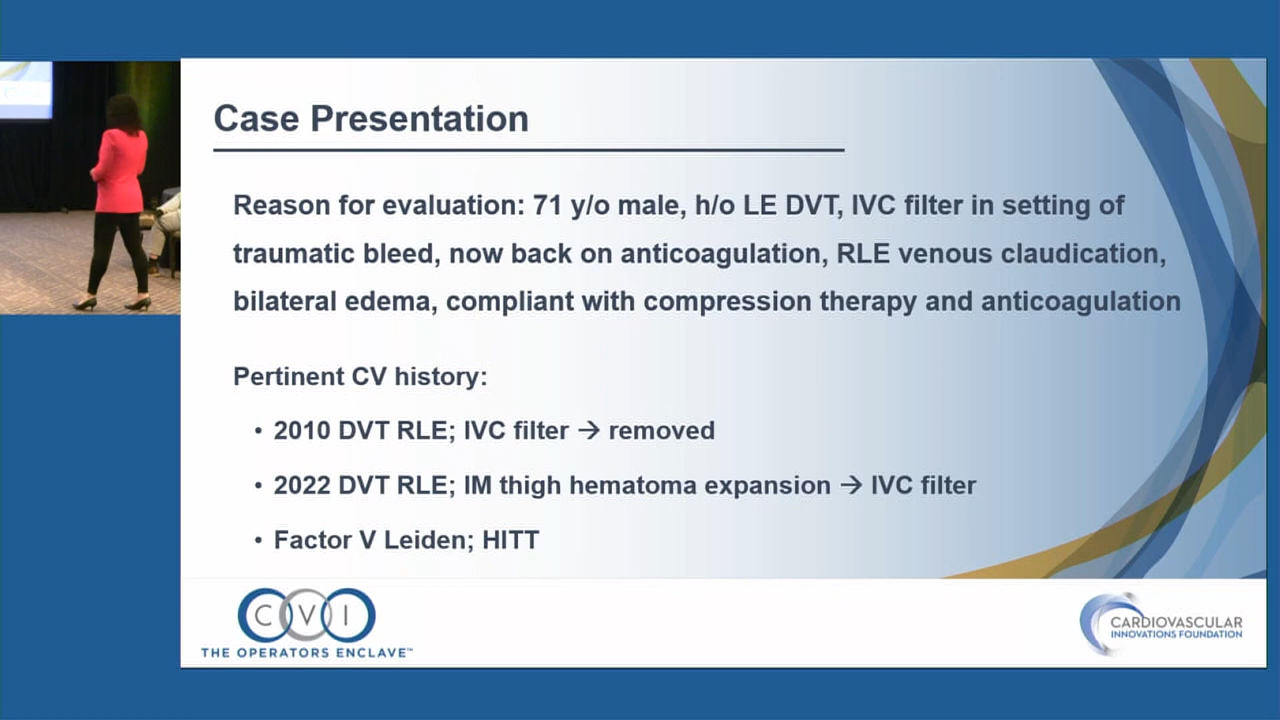 Case Presentation
Reason for evaluation: 71 y/o male, h/o LE DVT, IVC filter in setting of
traumatic bleed, now back on anticoagulation, RLE venous claudication,
bilateral edema, compliant with compression therapy and anticoagulation
Pertinent CV history:
• 2010 DVT RLE; IVC filter → removed
• 2022 DVT RLE; IM thigh hematoma expansion → IVC filter
• Factor V Leiden; HITT
CVI
THE OPERATORS ENCLAVE™
CARDIOVASCULAR
INNOVATIONS FOUNDATION